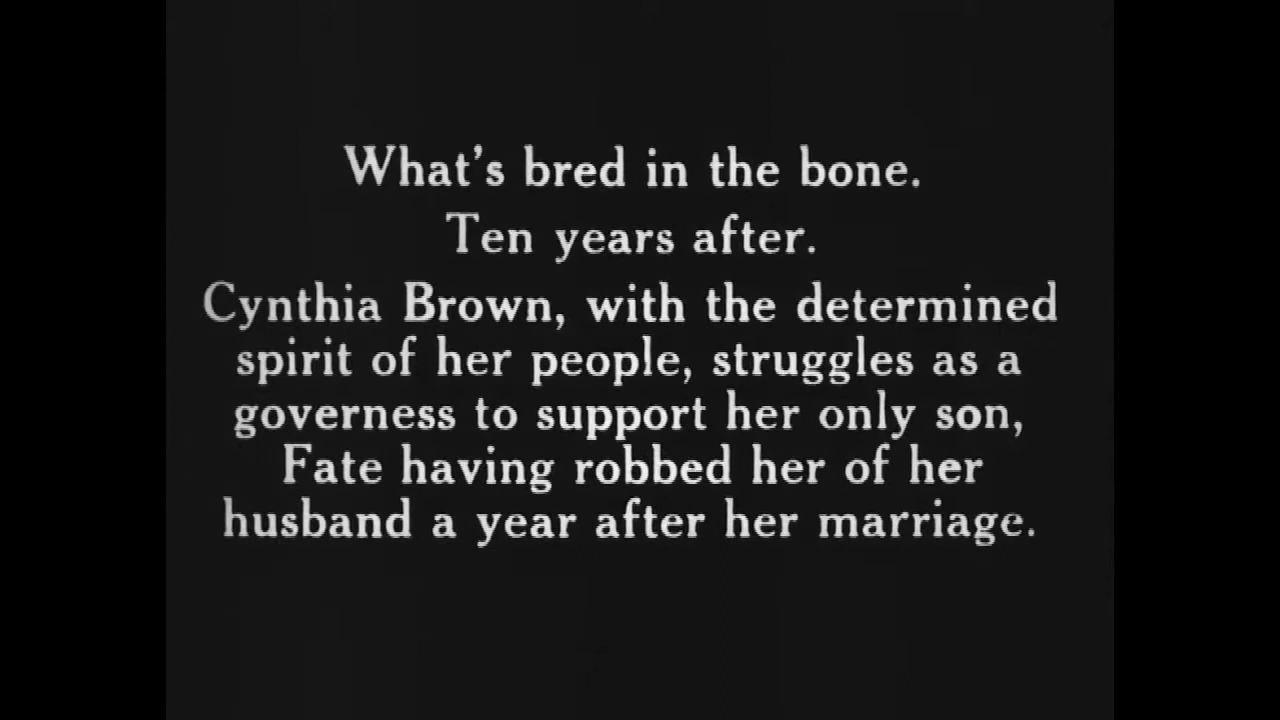 What's bred in the bone.
Ten years after.
Cynthia Brown, with the determined
spirit of her people, struggles as a
governess to support her only son,
Fate having robbed her of her
husband a year after her marriage.